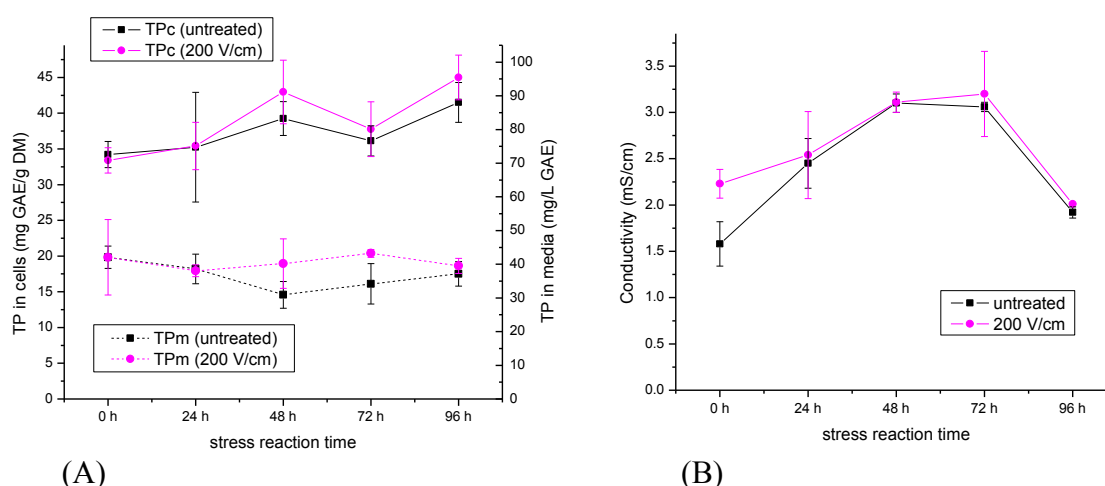 TPc (untreated)
TPc (200 V/cm)
TP in cells (mg GAE/g DM)
45
40
35
30
25
20
15
10
5
0
100
90
80
70
60
50
40
30
20
10
0
TP in media (mg/L GAE)
TPm (untreated)
TPm (200 V/cm)
0 h
24 h
48 h
72 h
96 h
stress reaction time
(A)
Conductivity (mS/cm)
3.5
3.0
2.5
2.0
1.5
1.0
0.5
0.0
untreated
200 V/cm
0 h
24 h
48 h
72 h
96 h
stress reaction time
(B)